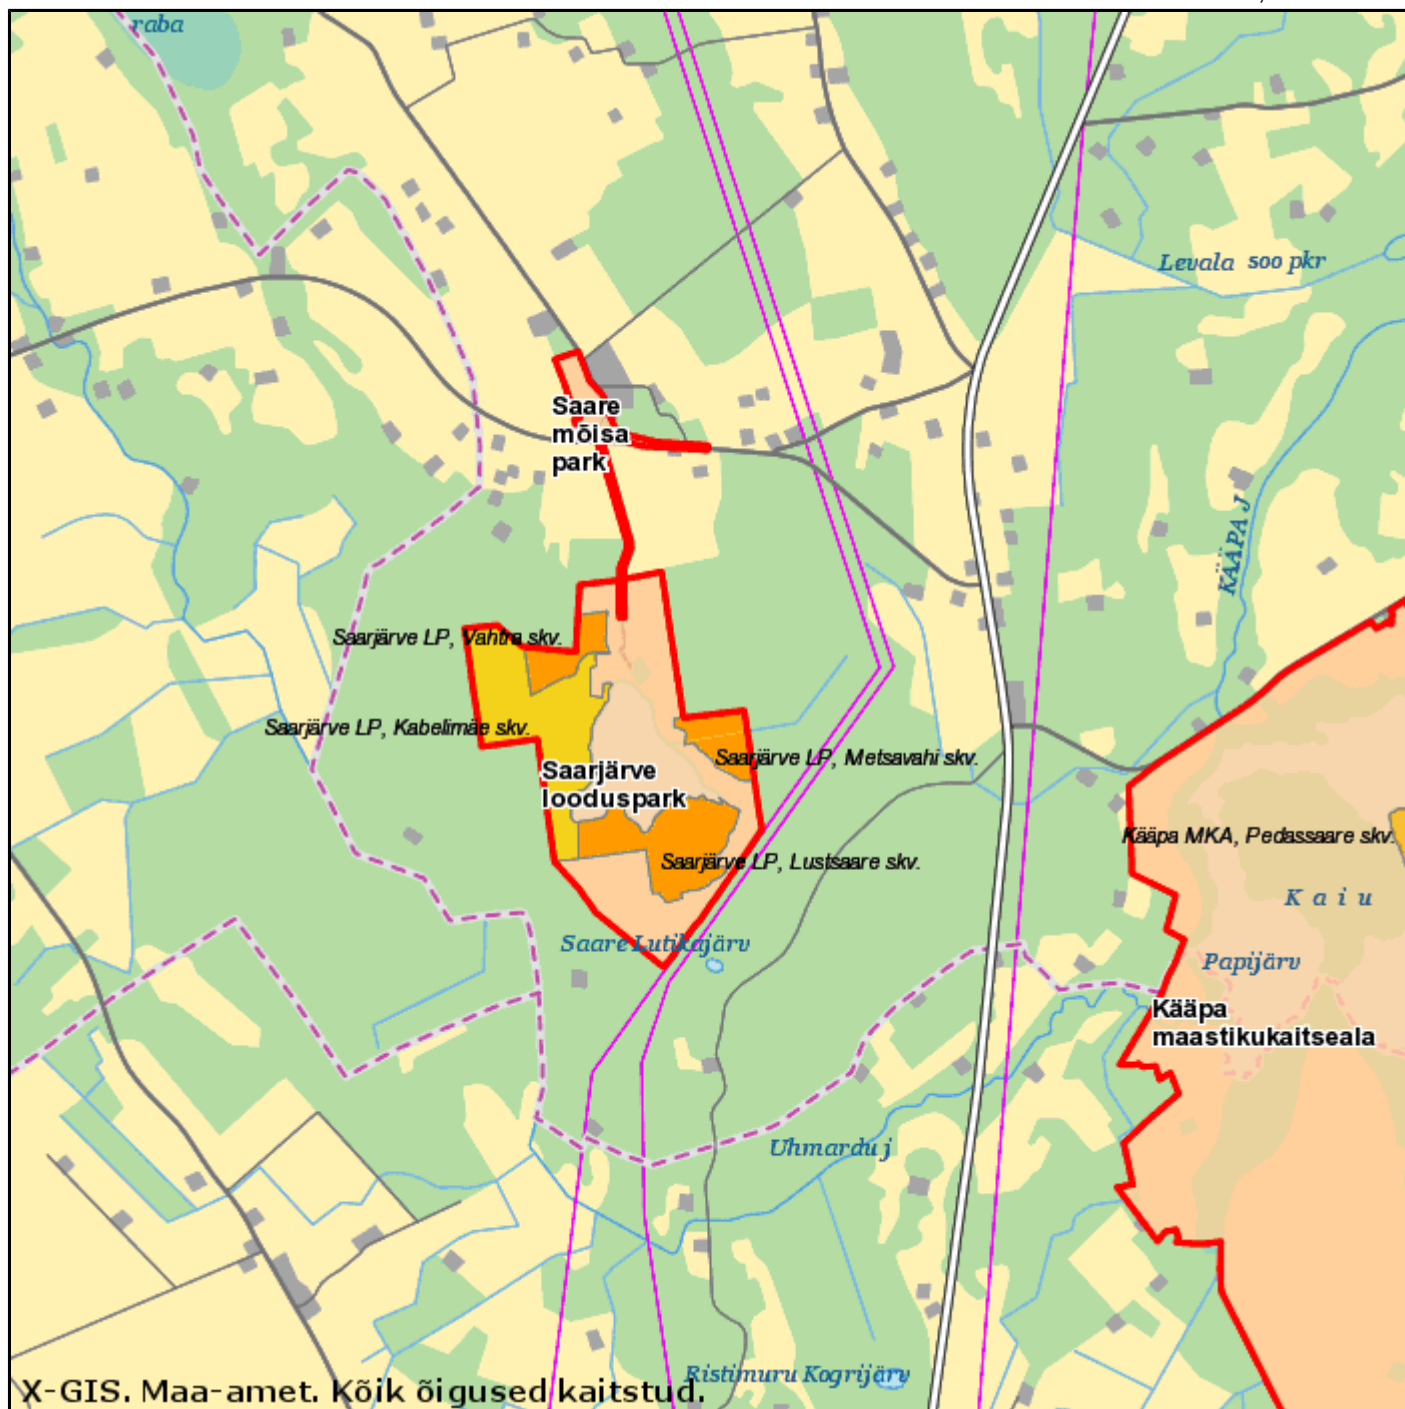 raba
Levala soo pkr
Saare
mõisa
park
KÄÄPA J
Saarjärve LP, Vahtra skv.
Saarjärve LP, Kabelimäe skv.
Saarjärve LP, Metsavahi skv.
Saarjärve
looduspark
Kääpa MKA, Pedassaare skv.
Saarjärve LP, Lustsaare skv.
Kaiu
Saare Lutikajärv
Papijärv
Kääpa
maastikukaitseala
Uhmardu j
Ristimuru Kogrijärv
X-GIS. Maa-amet. Kõik õigused kaitstud.